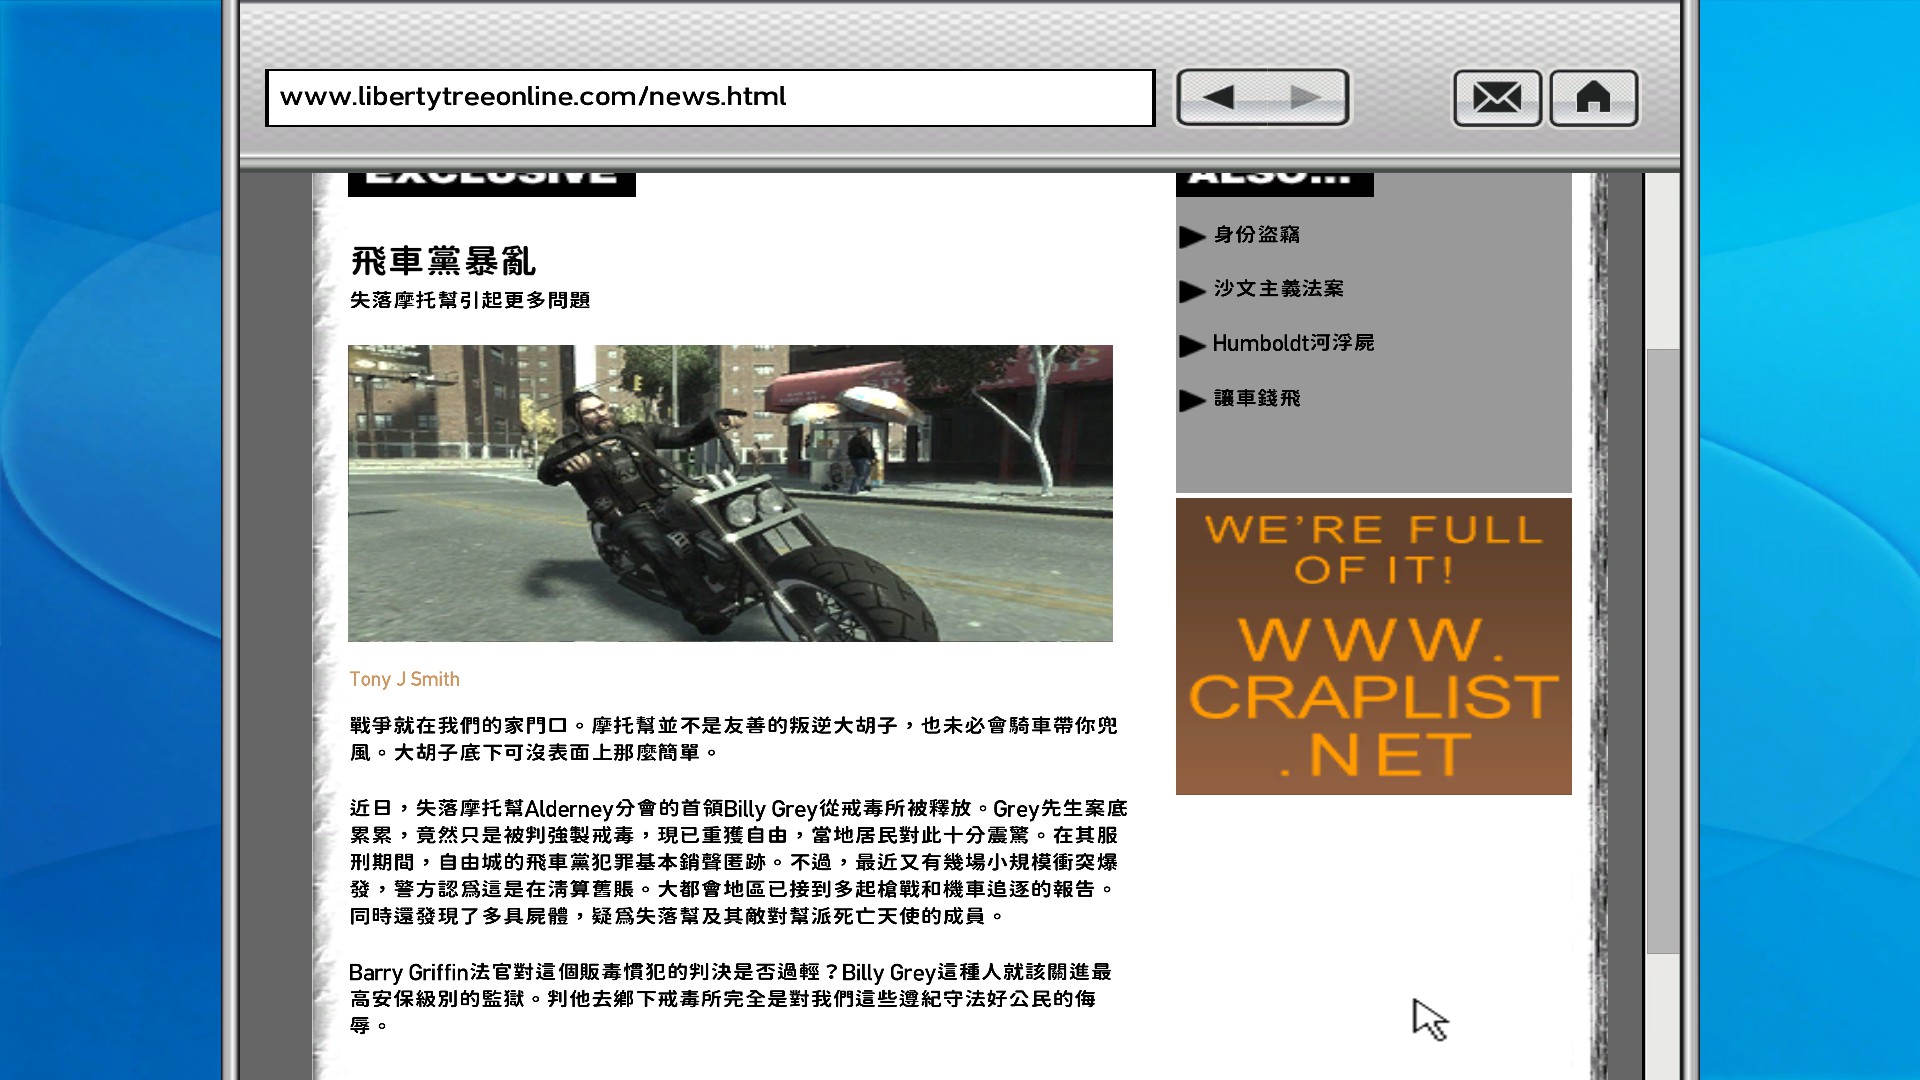 www.libertytreeonline.com/news.html
EXCLUSIVE
飛車黨暴亂
失落摩托幫引起更多問題
Tony J Smith
戰爭就在我們的家門口。摩托幫並不是友善的叛逆大胡子，也未必會騎車帶你兜
風。大胡子底下可沒表面上那麼簡單。
近日，失落摩托幫Alderney分會的首領Billy Grey從戒毒所被釋放。Grey先生案底
累累，竟然只是被判強製戒毒，現已重獲自由，當地居民對此十分震驚。在其服
刑期間，自由城的飛車黨犯罪基本銷聲匿跡。不過，最近又有幾場小規模衝突爆
發，警方認爲這是在清算舊賬。大都會地區已接到多起槍戰和機車追逐的報告。
同時還發現了多具屍體，疑爲失落幫及其敵對幫派死亡天使的成員。
Barry Griffin法官對這個販毒慣犯的判決是否過輕？Billy Grey這種人就該關進最
高安保級別的監獄。判他去鄉下戒毒所完全是對我們這些遵紀守法好公民的侮
辱。
ALSO...
身份盜竊
沙文主義法案
Humboldt河浮屍
讓車錢飛
WE'RE FULL
OF IT!
WWW.
CRAPLIST
.NET